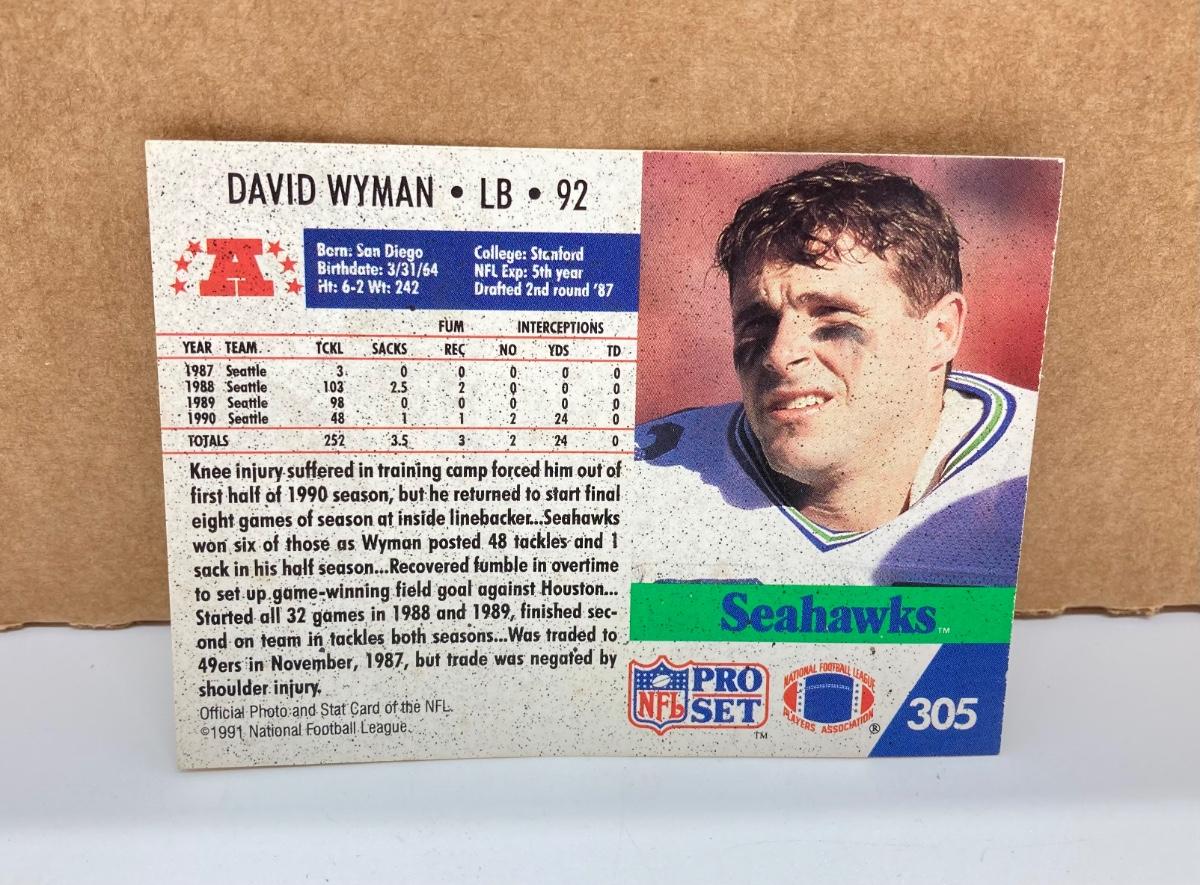 DAVID WYMAN • LB • 92
A
Born: San Diego College: Stanford
Birthdate: 3/31/64 NFL Exp: 5th year
Ht: 6-2 Wt: 242 Drafted 2nd round '87
FUM INTERCEPTIONS
YEAR TEAM TCKL SACKS REC NO YDS TD
1987 Seattle 3 0 0 0 0 0
1988 Seattle 103 2.5 2 0 0 0
1989 Seattle 98 0 0 0 0 0
1990 Seattle 48 1 1 2 24 0
TOTALS 252 3.5 3 2 24 0
Knee injury suffered in training camp forced him out of
first half of 1990 season, but he returned to start final
eight games of season at inside linebacker...Seahawks
won six of those as Wyman posted 48 tackles and 1
sack in his half season...Recovered fumble in overtime
to set up game-winning field goal against Houston...
Started all 32 games in 1988 and 1989, finished sec-
ond on team in tackles both seasons...Was traded to
49ers in November, 1987, but trade was negated by
shoulder injury.
Official Photo and Stat Card of the NFL.
©1991 National Football League.
Seahawks™
NFL PRO SET™
NATIONAL FOOTBALL LEAGUE
PLAYERS ASSOCIATION®
305